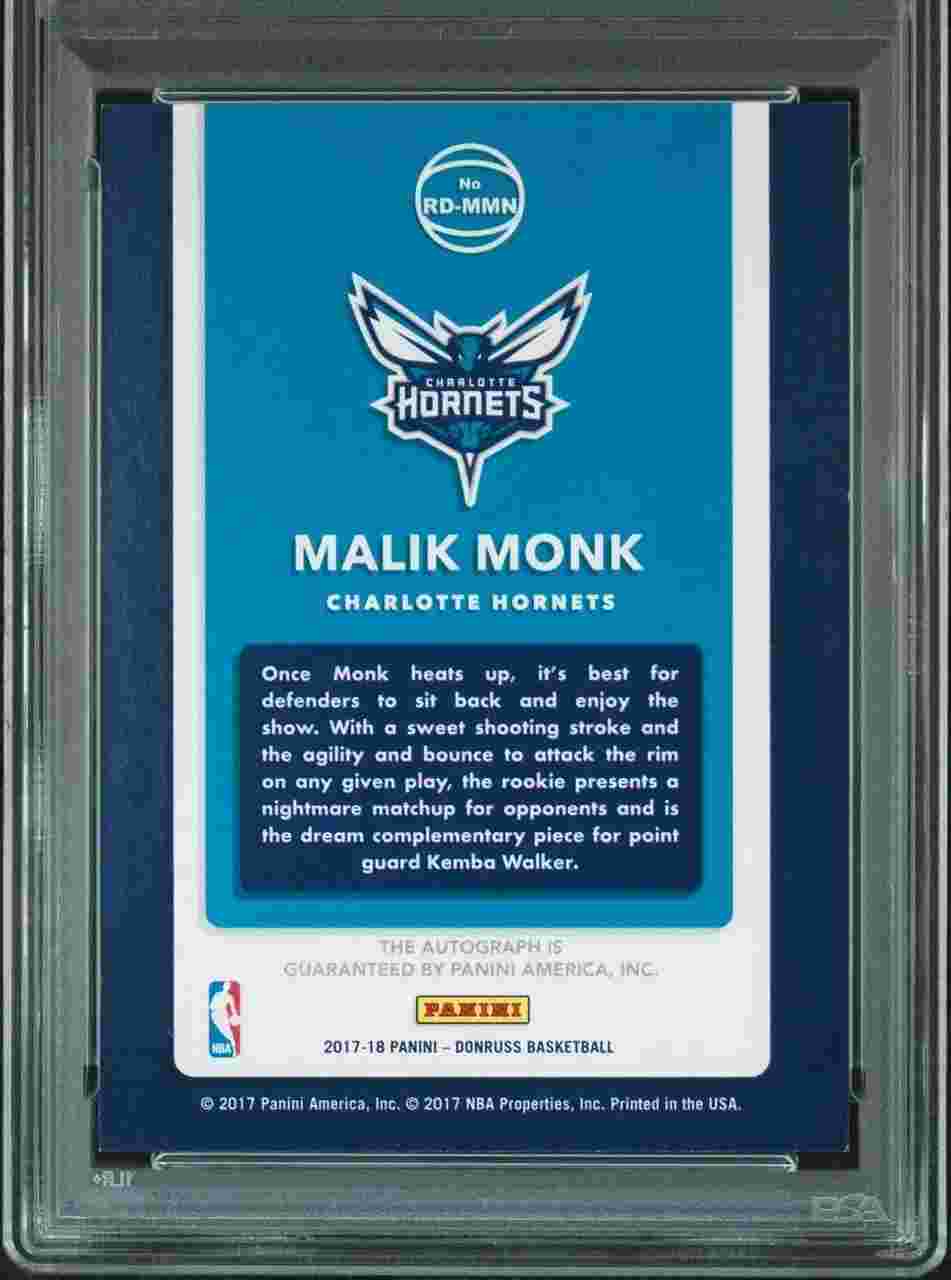 No
RD-MMN
CHARLOTTE
HORNETS
MALIK MONK
CHARLOTTE HORNETS
Once Monk heats up, it's best for
defenders to sit back and enjoy the
show. With a sweet shooting stroke and
the agility and bounce to attack the rim
on any given play, the rookie presents a
nightmare matchup for opponents and is
the dream complementary piece for point
guard Kemba Walker.
THE AUTOGRAPH IS
GUARANTEED BY PANINI AMERICA, INC.
PANINI
NBA
2017-18 PANINI – DONRUSS BASKETBALL
© 2017 Panini America, Inc. © 2017 NBA Properties, Inc. Printed in the USA.
PSA